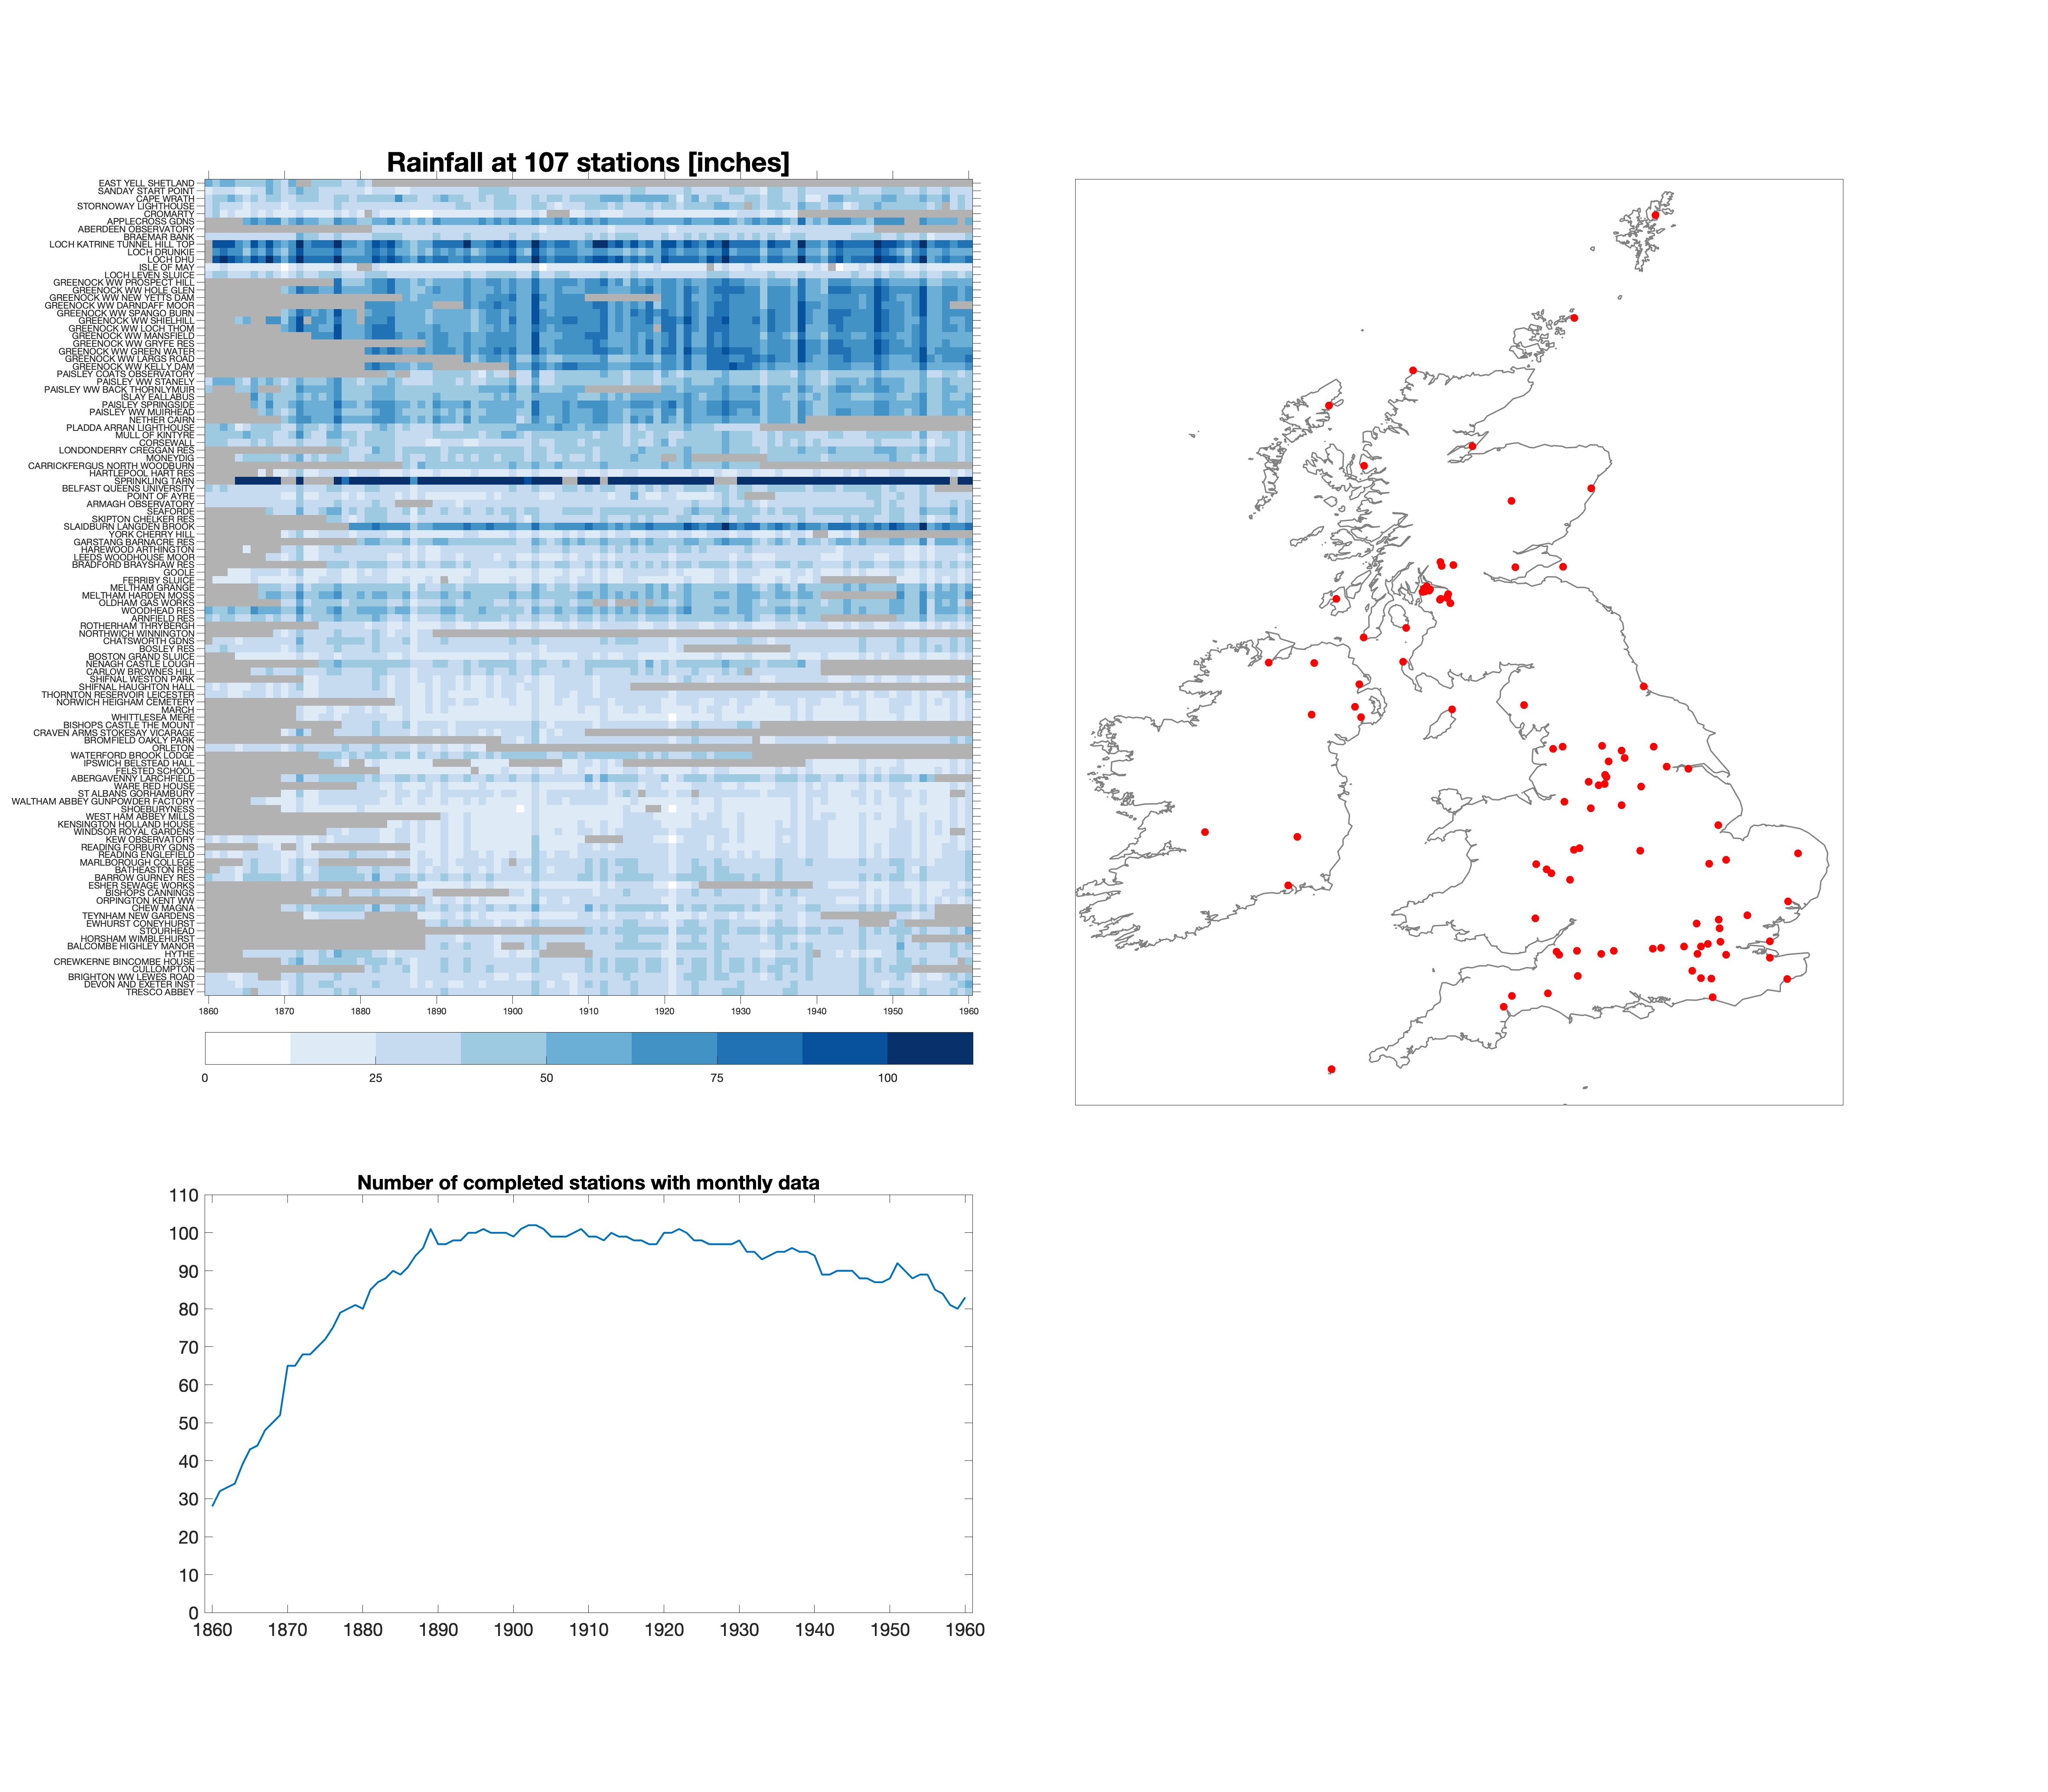 Rainfall at 107 stations [inches]
EAST YELL SHETLAND
SANDAY START POINT
CAPE WRATH
STORNOWAY LIGHTHOUSE
CROMARTY
APPLECROSS GDNS
ABERDEEN OBSERVATORY
BRAEMAR BANK
LOCH KATRINE TUNNEL HILL TOP
LOCH DRUNKIE
LOCH DHU
ISLE OF MAY
LOCH LEVEN SLUICE
GREENOCK WW PROSPECT HILL
GREENOCK WW HOLE GLEN
GREENOCK WW NEW YETTS DAM
GREENOCK WW DARNDAFF MOOR
GREENOCK WW SPANGO BURN
GREENOCK WW SHIELHILL
GREENOCK WW LOCH THOM
GREENOCK WW MANSFIELD
GREENOCK WW GRYFE RES
GREENOCK WW GREEN WATER
GREENOCK WW LARGS ROAD
GREENOCK WW KELLY DAM
PAISLEY COATS OBSERVATORY
PAISLEY WW STANELY
PAISLEY WW BACK THORNLYMUIR
ISLAY EALLABUS
PAISLEY SPRINGSIDE
PAISLEY WW MUIRHEAD
NETHER CAIRN
PLADDA ARRAN LIGHTHOUSE
MULL OF KINTYRE
CORSEWALL
LONDONDERRY CREGGAN RES
MONEYDIG
CARRICKFERGUS NORTH WOODBURN
HARTLEPOOL HART RES
SPRINKLING TARN
BELFAST QUEENS UNIVERSITY
POINT OF AYRE
ARMAGH OBSERVATORY
SEAFORDE
SKIPTON CHELKER RES
SLAIDBURN LANGDEN BROOK
YORK CHERRY HILL
GARSTANG BARNACRE RES
HAREWOOD ARTHINGTON
LEEDS WOODHOUSE MOOR
BRADFORD BRAYSHAW RES
GOOLE
FERRIBY SLUICE
MELTHAM GRANGE
MELTHAM HARDEN MOSS
OLDHAM GAS WORKS
WOODHEAD RES
ARNFIELD RES
ROTHERHAM THRYBERGH
NORTHWICH WINNINGTON
CHATSWORTH GDNS
BOSLEY RES
BOSTON GRAND SLUICE
NENAGH CASTLE LOUGH
CARLOW BROWNES HILL
SHIFNAL WESTON PARK
SHIFNAL HAUGHTON HALL
THORNTON RESERVOIR LEICESTER
NORWICH HEIGHAM CEMETERY
MARCH
WHITTLESEA MERE
BISHOPS CASTLE THE MOUNT
CRAVEN ARMS STOKESAY VICARAGE
BROMFIELD OAKLY PARK
ORLETON
WATERFORD BROOK LODGE
IPSWICH BELSTEAD HALL
FELSTED SCHOOL
ABERGAVENNY LARCHFIELD
WARE RED HOUSE
ST ALBANS GORHAMBURY
WALTHAM ABBEY GUNPOWDER FACTORY
SHOEBURYNESS
WEST HAM ABBEY MILLS
KENSINGTON HOLLAND HOUSE
WINDSOR ROYAL GARDENS
KEW OBSERVATORY
READING FORBURY GDNS
READING ENGLEFIELD
MARLBOROUGH COLLEGE
BATHEASTON RES
BARROW GURNEY RES
ESHER SEWAGE WORKS
BISHOPS CANNINGS
ORPINGTON KENT WW
CHEW MAGNA
TEYNHAM NEW GARDENS
EWHURST CONEYHURST
STOURHEAD
HORSHAM WIMBLEHURST
BALCOMBE HIGHLEY MANOR
HYTHE
CREWKERNE BINCOMBE HOUSE
CULLOMPTON
BRIGHTON WW LEWES ROAD
DEVON AND EXETER INST
TRESCO ABBEY
1860 1870 1880 1890 1900 1910 1920 1930 1940 1950 1960
0 25 50 75 100
Number of completed stations with monthly data
110
100
90
80
70
60
50
40
30
20
10
0
1860 1870 1880 1890 1900 1910 1920 1930 1940 1950 1960